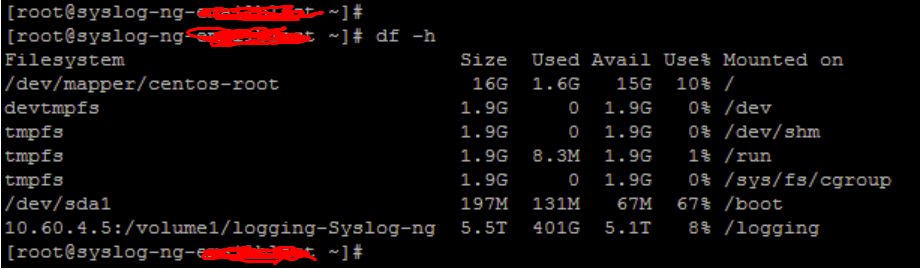 [root@syslog-ng- ~]#
[root@syslog-ng- ~]# df -h
Filesystem Size Used Avail Use% Mounted on
/dev/mapper/centos-root 16G 1.6G 15G 10% /
devtmpfs 1.9G 0 1.9G 0% /dev
tmpfs 1.9G 0 1.9G 0% /dev/shm
tmpfs 1.9G 8.3M 1.9G 1% /run
tmpfs 1.9G 0 1.9G 0% /sys/fs/cgroup
/dev/sda1 197M 131M 67M 67% /boot
10.60.4.5:/volume1/logging-Syslog-ng 5.5T 401G 5.1T 8% /logging
[root@syslog-ng- ~]#